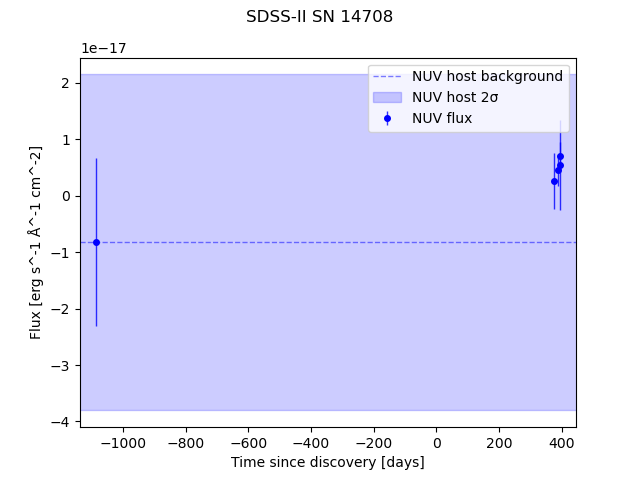 SDSS-II SN 14708
1e−17
NUV host background
NUV host 2σ
NUV flux
2
1
0
−1
−2
−3
−4
Flux [erg s^-1 Å^-1 cm^-2]
−1000 −800 −600 −400 −200 0 200 400
Time since discovery [days]